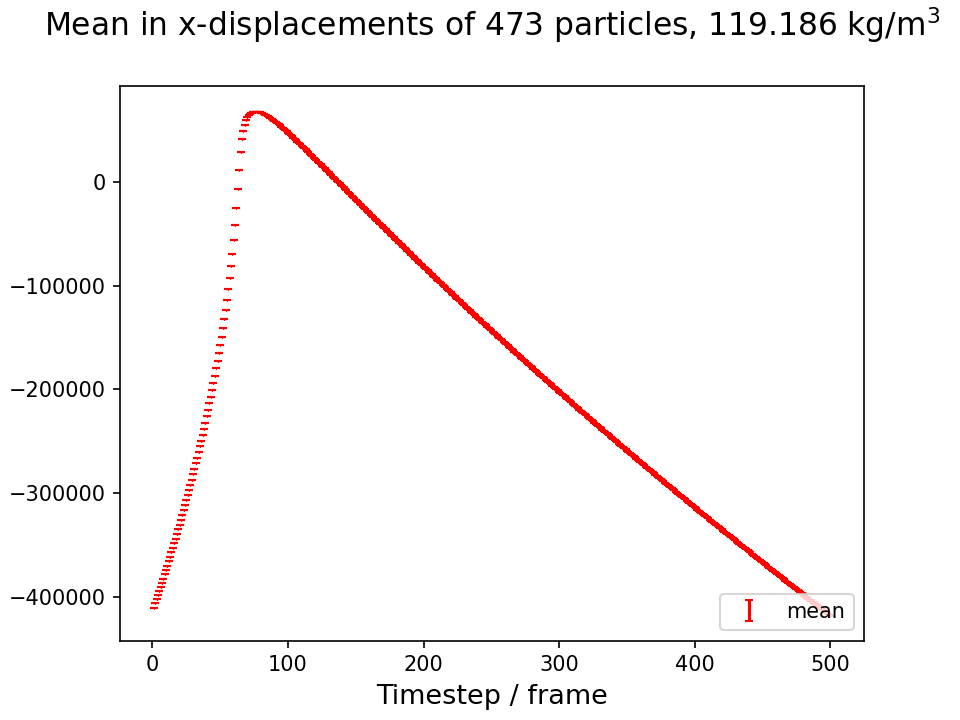 Mean in x-displacements of 473 particles, 119.186 kg/m³
0
−100000
−200000
−300000
−400000
mean
0 100 200 300 400 500
Timestep / frame